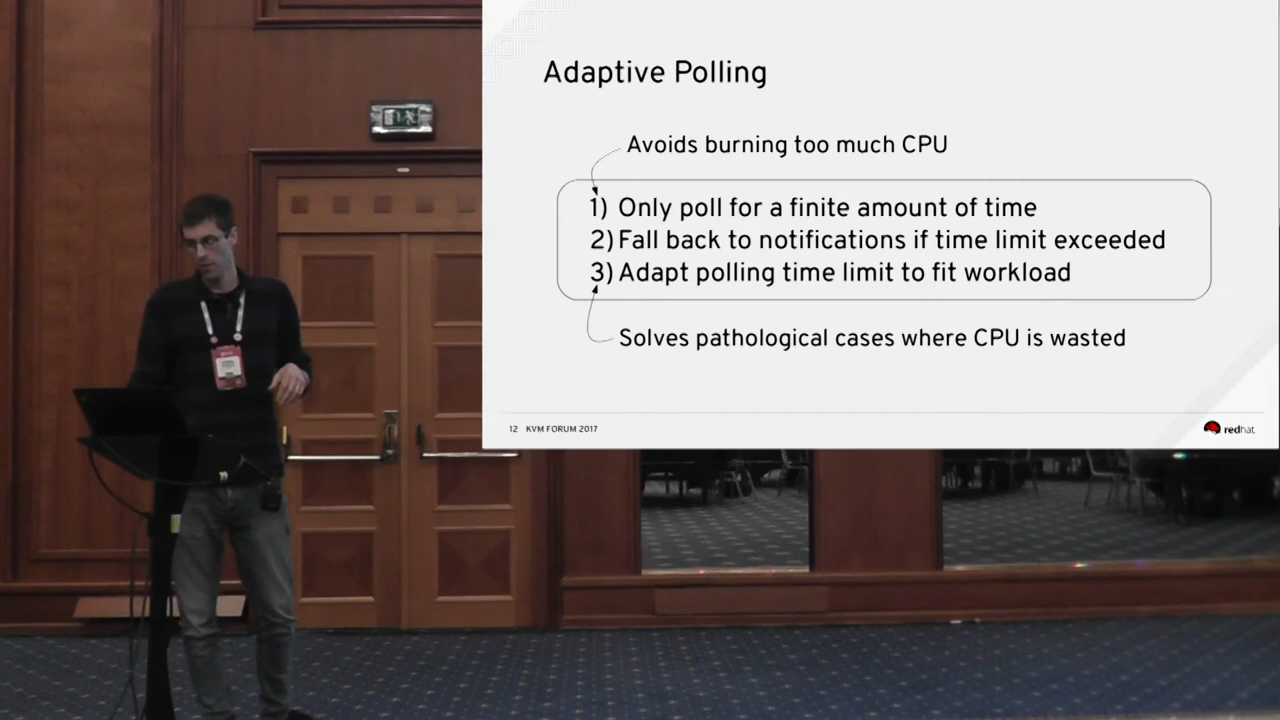 Adaptive Polling
Avoids burning too much CPU
1) Only poll for a finite amount of time
2) Fall back to notifications if time limit exceeded
3) Adapt polling time limit to fit workload
Solves pathological cases where CPU is wasted
12 KVM FORUM 2017
redhat.